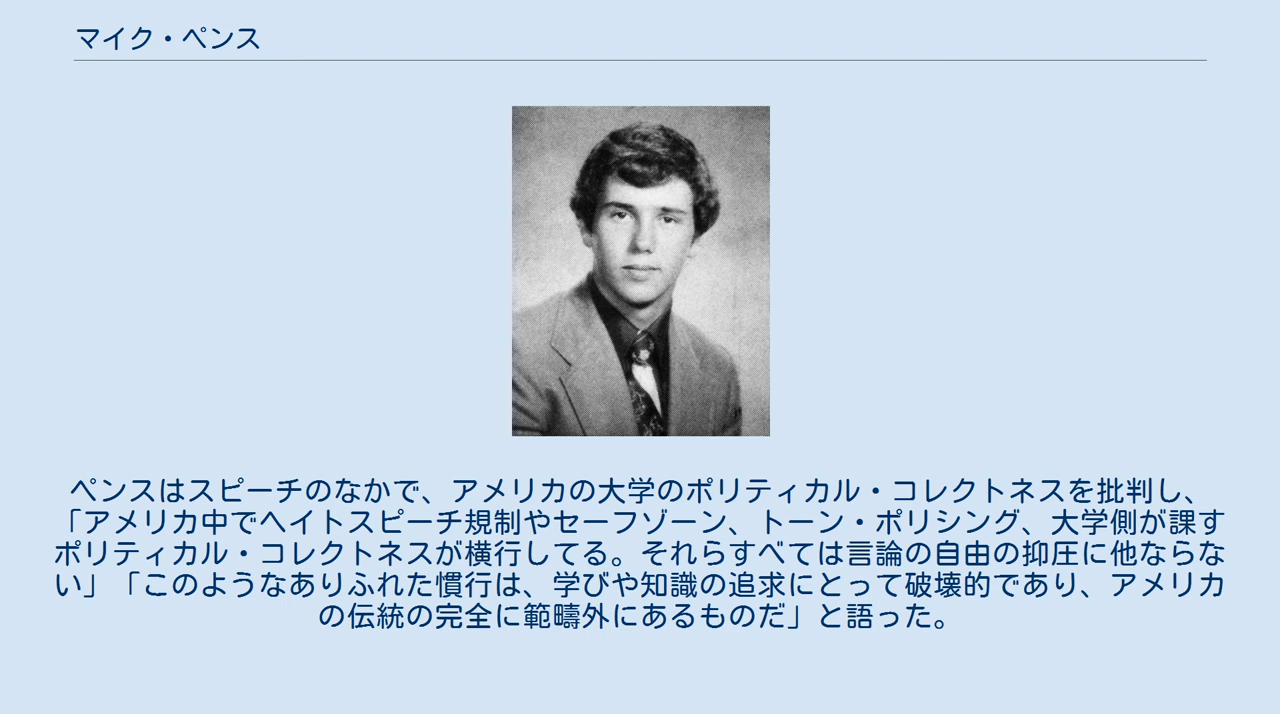 マイク・ペンス
ペンスはスピーチのなかで、アメリカの大学のポリティカル・コレクトネスを批判し、
「アメリカ中でヘイトスピーチ規制やセーフゾーン、トーン・ポリシング、大学側が課す
ポリティカル・コレクトネスが横行してる。それらすべては言論の自由の抑圧に他ならな
い」「このようなありふれた慣行は、学びや知識の追求にとって破壊的であり、アメリカ
の伝統の完全に範疇外にあるものだ」と語った。